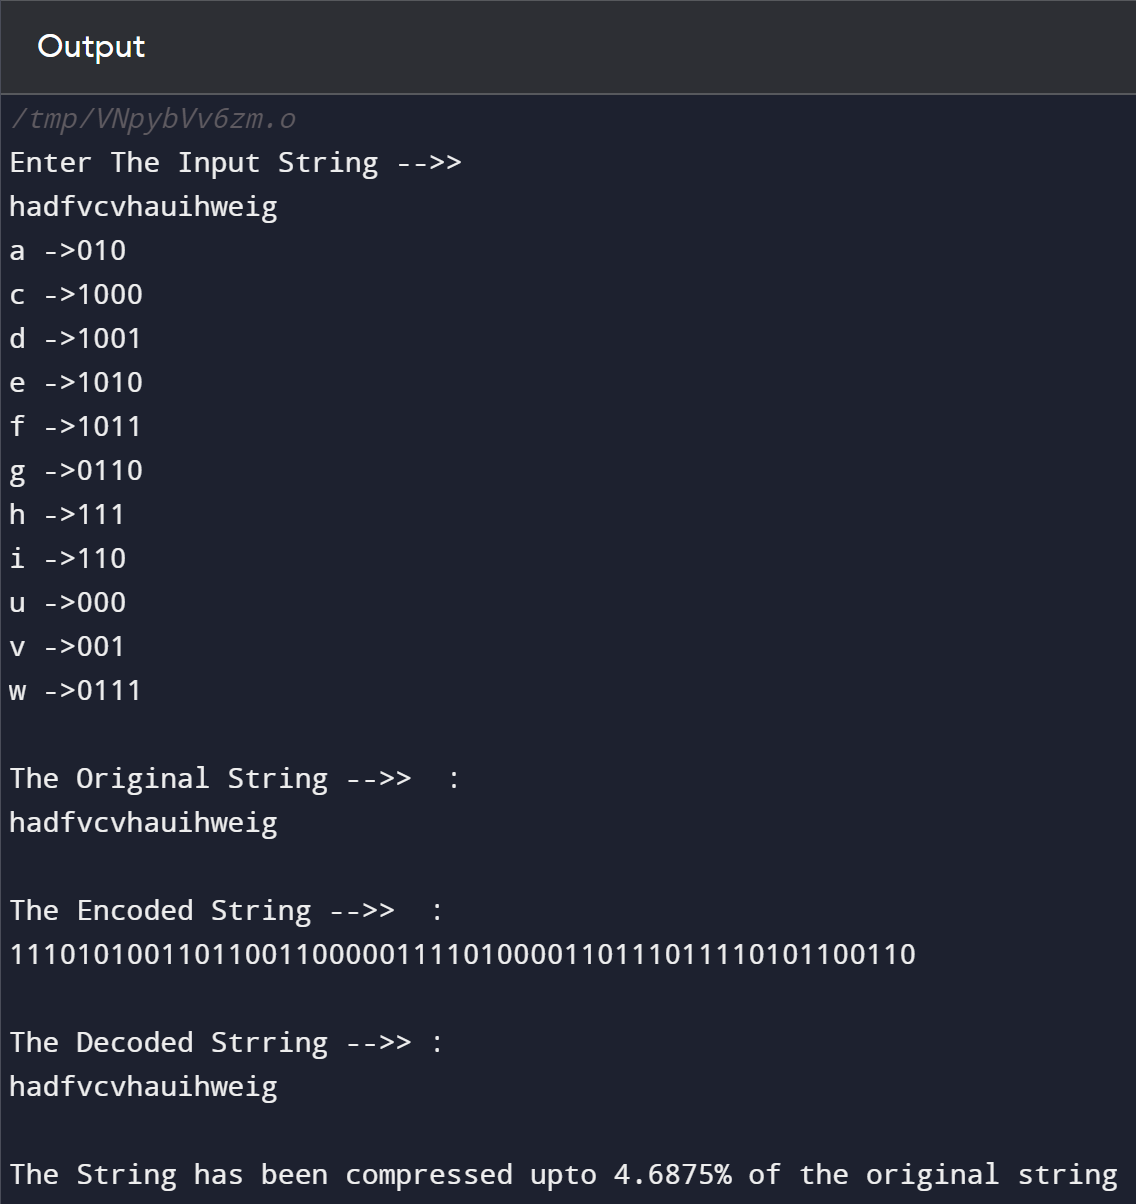 Output
/tmp/VNpybVv6zm.o
Enter The Input String -->>
hadfvcvhauihweig
a ->010
c ->1000
d ->1001
e ->1010
f ->1011
g ->0110
h ->111
i ->110
u ->000
v ->001
w ->0111
The Original String -->>  :
hadfvcvhauihweig
The Encoded String -->>  :
111010100110110011000001111010000110111011110101100110
The Decoded Strring -->> :
hadfvcvhauihweig
The String has been compressed upto 4.6875% of the original string